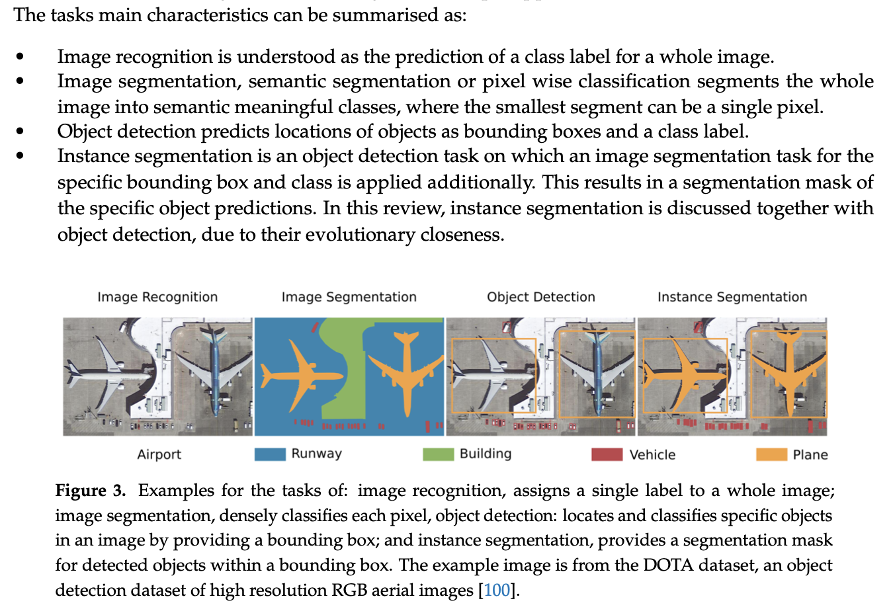 The tasks main characteristics can be summarised as:
• Image recognition is understood as the prediction of a class label for a whole image.
• Image segmentation, semantic segmentation or pixel wise classification segments the whole
image into semantic meaningful classes, where the smallest segment can be a single pixel.
• Object detection predicts locations of objects as bounding boxes and a class label.
• Instance segmentation is an object detection task on which an image segmentation task for the
specific bounding box and class is applied additionally. This results in a segmentation mask of
the specific object predictions. In this review, instance segmentation is discussed together with
object detection, due to their evolutionary closeness.
Image Recognition Image Segmentation Object Detection Instance Segmentation
Airport Runway Building Vehicle Plane
Figure 3. Examples for the tasks of: image recognition, assigns a single label to a whole image;
image segmentation, densely classifies each pixel, object detection: locates and classifies specific objects
in an image by providing a bounding box; and instance segmentation, provides a segmentation mask
for detected objects within a bounding box. The example image is from the DOTA dataset, an object
detection dataset of high resolution RGB aerial images [100].